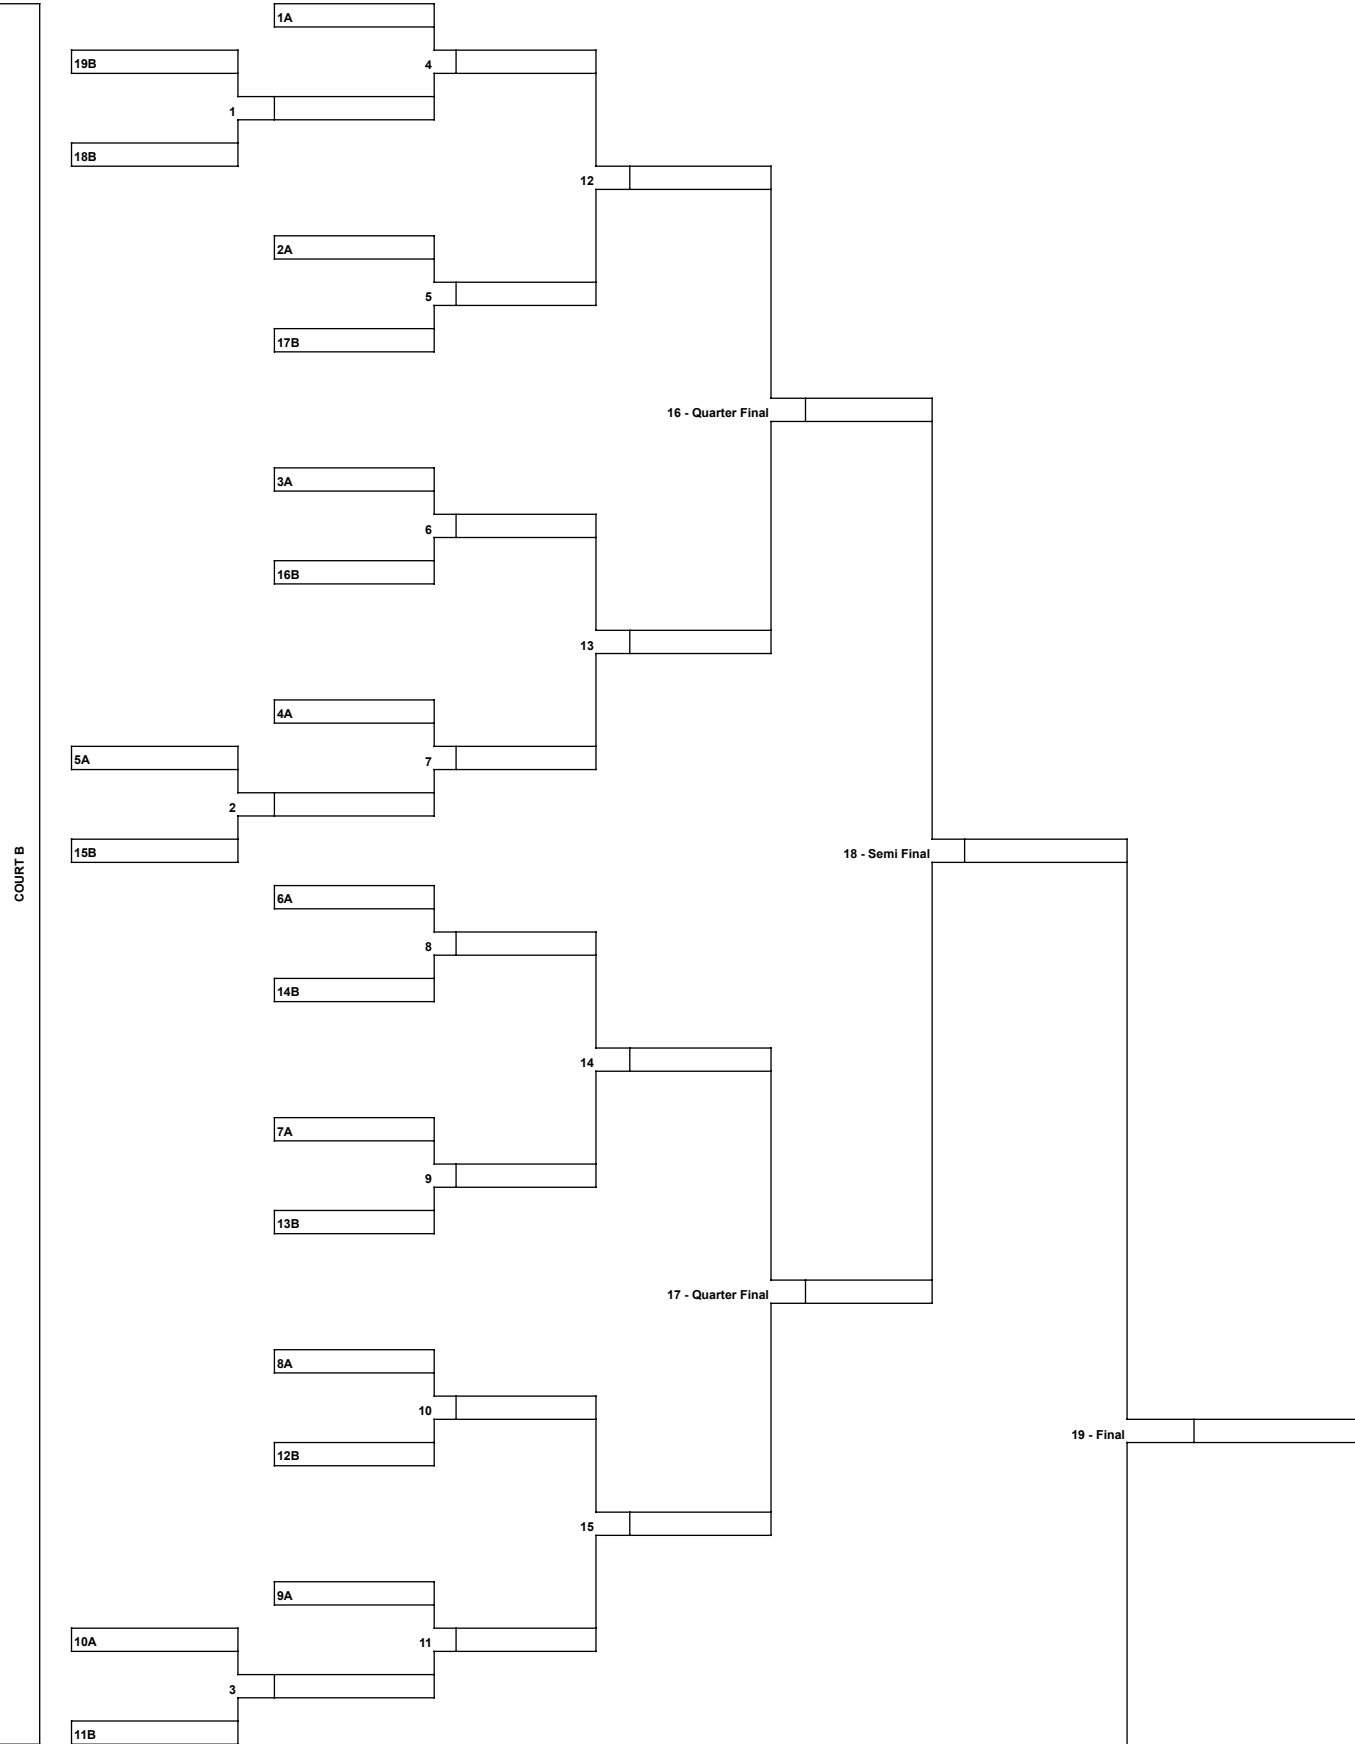 1A
19B
4
1
18B
12
2A
5
17B
16 - Quarter Final
3A
6
16B
13
4A
5A
7
2
15B
COURT B
18 - Semi Final
6A
8
14B
14
7A
9
13B
17 - Quarter Final
8A
10
12B
19 - Final
15
9A
10A
11
3
11B